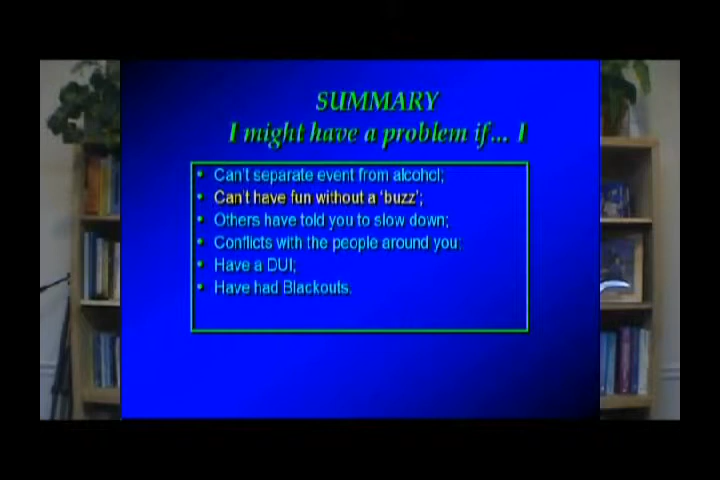 SUMMARY
I might have a problem if... I
• Can't separate event from alcohol;
• Can't have fun without a 'buzz';
• Others have told you to slow down;
• Conflicts with the people around you;
• Have a DUI;
• Have had Blackouts.